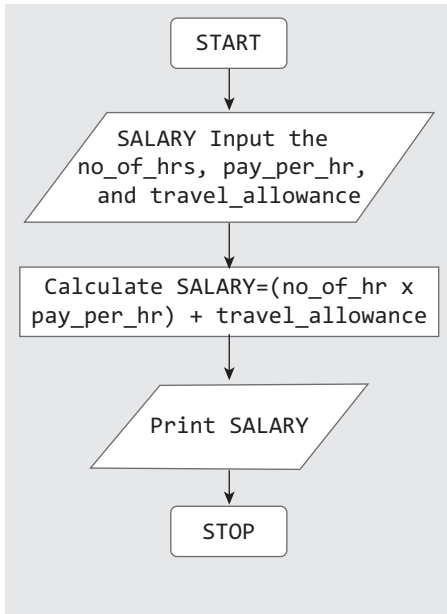 START
SALARY Input the
no_of_hrs, pay_per_hr,
and travel_allowance
Calculate SALARY=(no_of_hr x
pay_per_hr) + travel_allowance
Print SALARY
STOP